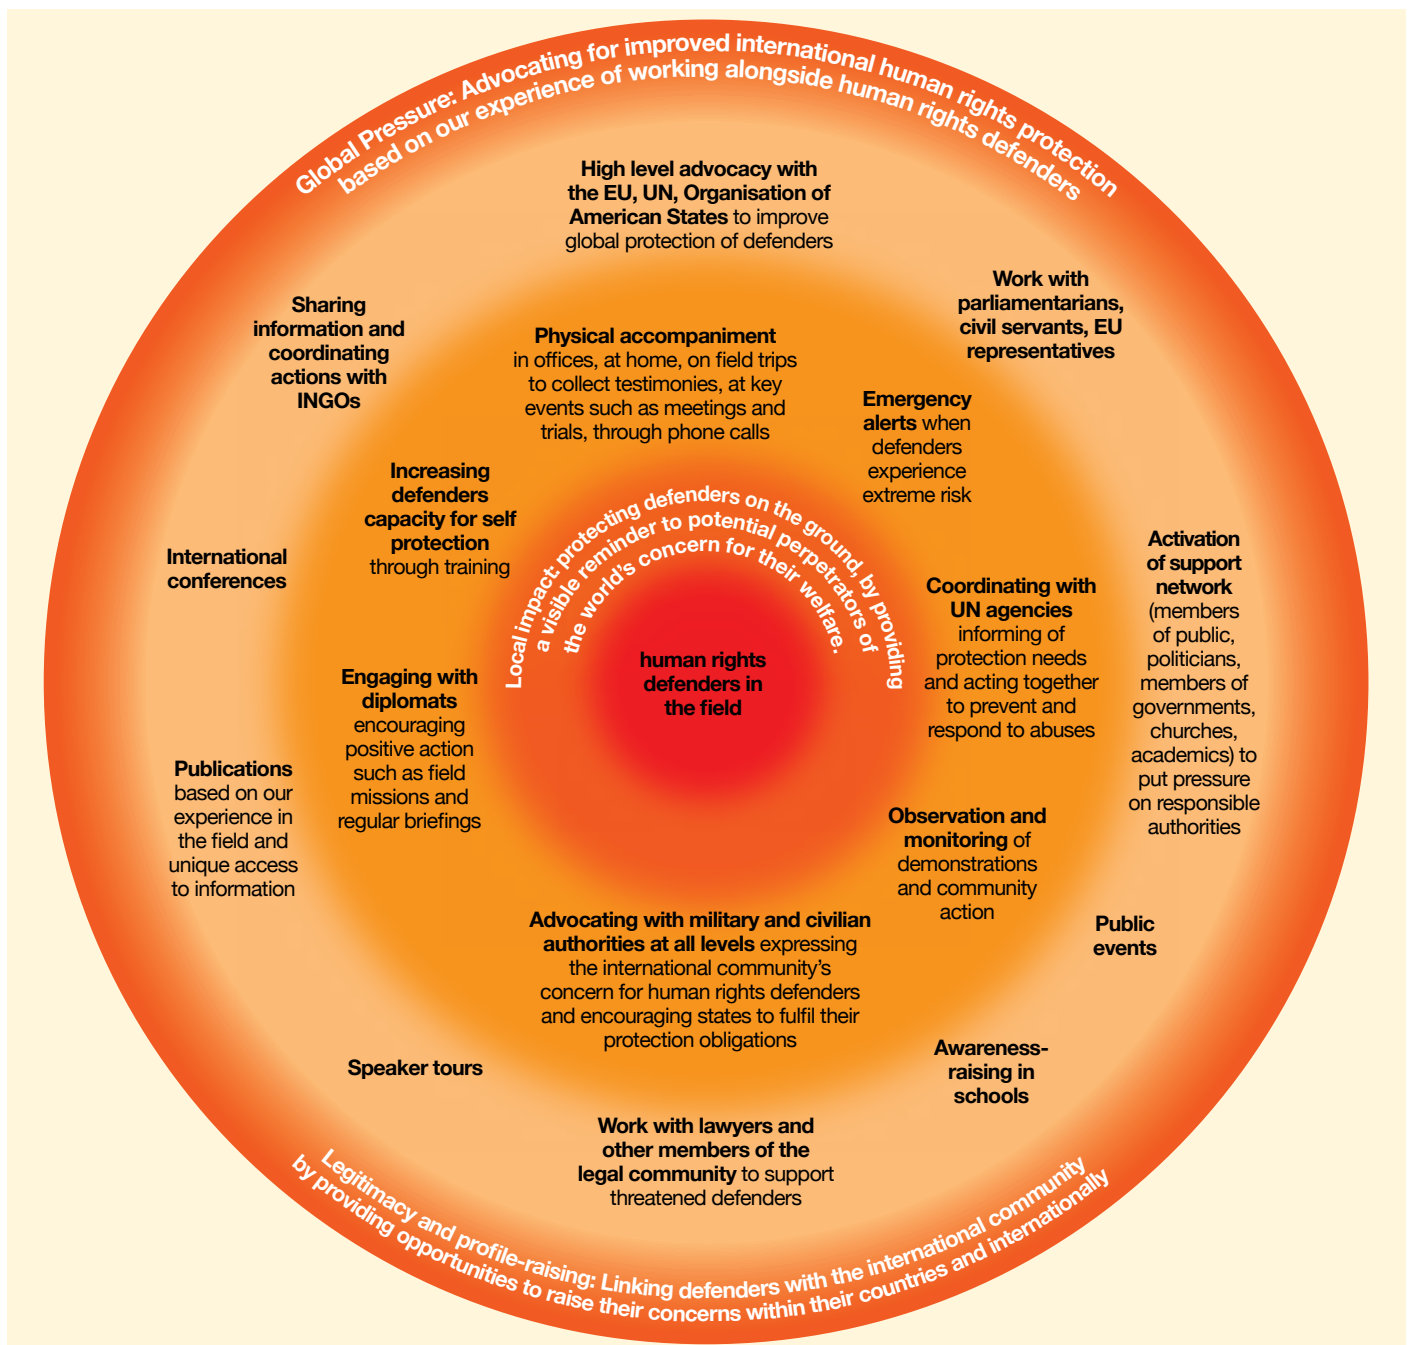 Global Pressure: Advocating for improved international human rights protection
based on our experience of working alongside human rights defenders
High level advocacy with
the EU, UN, Organisation of
American States to improve
global protection of defenders
Work with
parliamentarians,
civil servants, EU
representatives
Sharing
information and
coordinating
actions with
INGOs
Physical accompaniment
in offices, at home, on field trips
to collect testimonies, at key
events such as meetings and
trials, through phone calls
Emergency
alerts when
defenders
experience
extreme risk
Increasing
defenders
capacity for self
protection
through training
International
conferences
Local impact: protecting defenders on the ground, by providing
a visible reminder to potential perpetrators of
the world's concern for their welfare.
human rights
defenders in
the field
Coordinating with
UN agencies
informing of
protection needs
and acting together
to prevent and
respond to abuses
Activation
of support
network
(members
of public,
politicians,
members of
governments,
churches,
academics) to
put pressure
on responsible
authorities
Engaging with
diplomats
encouraging
positive action
such as field
missions and
regular briefings
Publications
based on our
experience in
the field and
unique access
to information
Observation and
monitoring of
demonstrations
and community
action
Advocating with military and civilian
authorities at all levels expressing
the international community's
concern for human rights defenders
and encouraging states to fulfil their
protection obligations
Public
events
Speaker tours
Awareness-
raising in
schools
Work with lawyers and
other members of the
legal community to support
threatened defenders
Legitimacy and profile-raising: Linking defenders with the international community
by providing opportunities to raise their concerns within their countries and internationally